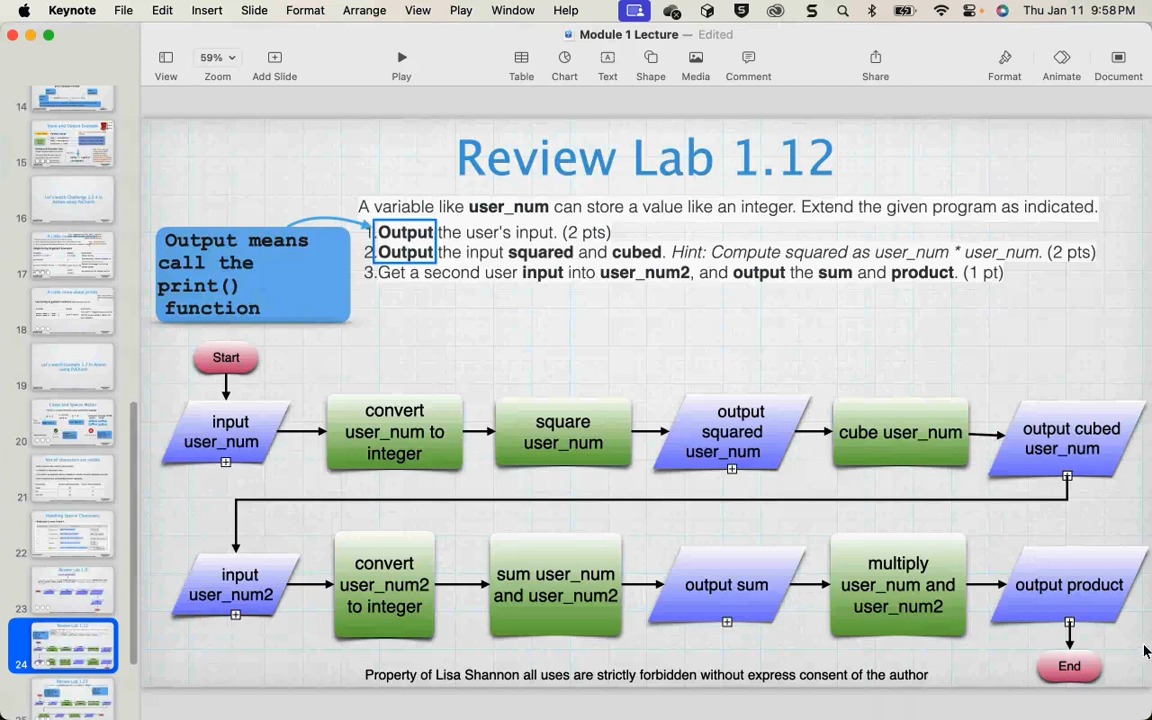 Keynote File Edit Insert Slide Format Arrange View Play Window Help Thu Jan 11 9:58 PM
Module 1 Lecture — Edited
59%
View Zoom Add Slide Play Table Chart Text Shape Media Comment Share Format Animate Document
14
15
16
17
18
19
20
21
22
23
24
Review Lab 1.12
A variable like user_num can store a value like an integer. Extend the given program as indicated.
1. Output the user's input. (2 pts)
2. Output the input squared and cubed. Hint: Compute squared as user_num * user_num. (2 pts)
3. Get a second user input into user_num2, and output the sum and product. (1 pt)
Output means
call the
print()
function
Start
input
user_num
convert
user_num to
integer
square
user_num
output
squared
user_num
cube user_num
output cubed
user_num
input
user_num2
convert
user_num2
to integer
sum user_num
and user_num2
output sum
multiply
user_num and
user_num2
output product
End
Property of Lisa Shannon all uses are strictly forbidden without express consent of the author